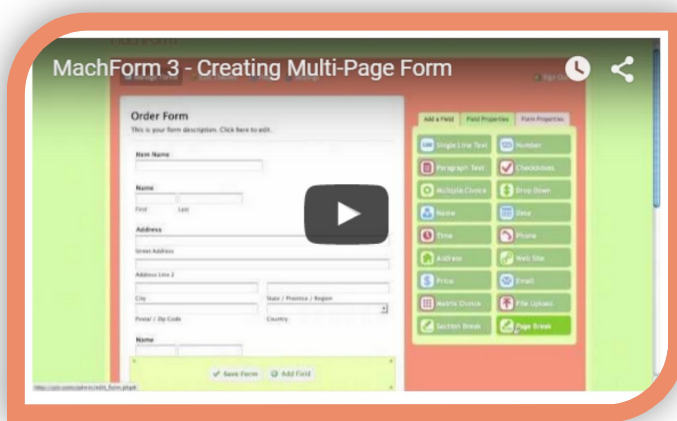 MachForm 3 - Creating Multi-Page Form
Order Form
This is your form description. Click here to edit.
Item Name
Name
First Last
Address
Street Address
Address Line 2
City State / Province / Region
Postal / Zip Code Country
Name
Save Form Add Field
Add a Field Field Properties Form Properties
Single Line Text Number
Paragraph Text Checkboxes
Multiple Choice Drop Down
Name Date
Time Phone
Address Web Site
Price Email
Matrix Choice File Upload
Section Break Page Break